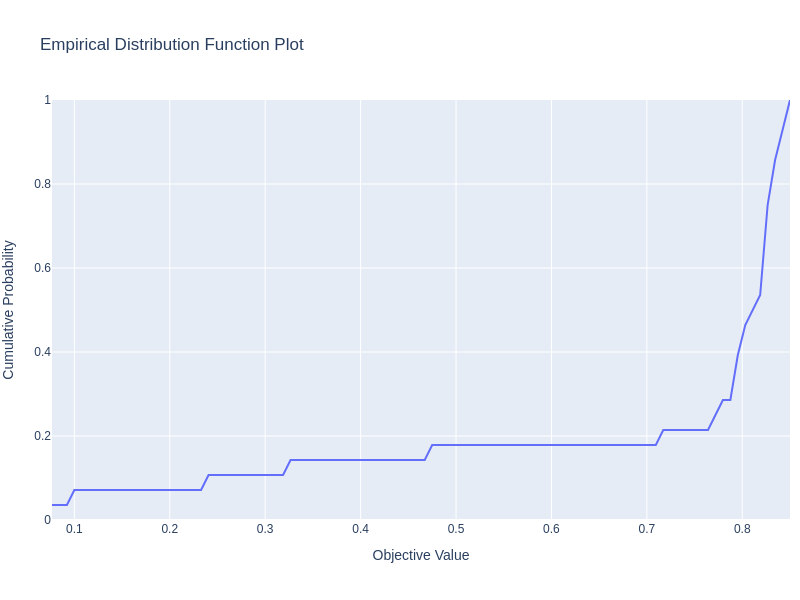 Empirical Distribution Function Plot
1
0.8
0.6
0.4
0.2
0
Cumulative Probability
0.1 0.2 0.3 0.4 0.5 0.6 0.7 0.8
Objective Value